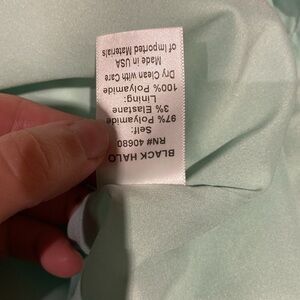 BLACK HALO
RN# 40680
Self:
97% Polyamide
3% Elastane
Lining:
100% Polyamide
Dry Clean with Care
Made in USA
of Imported Materials